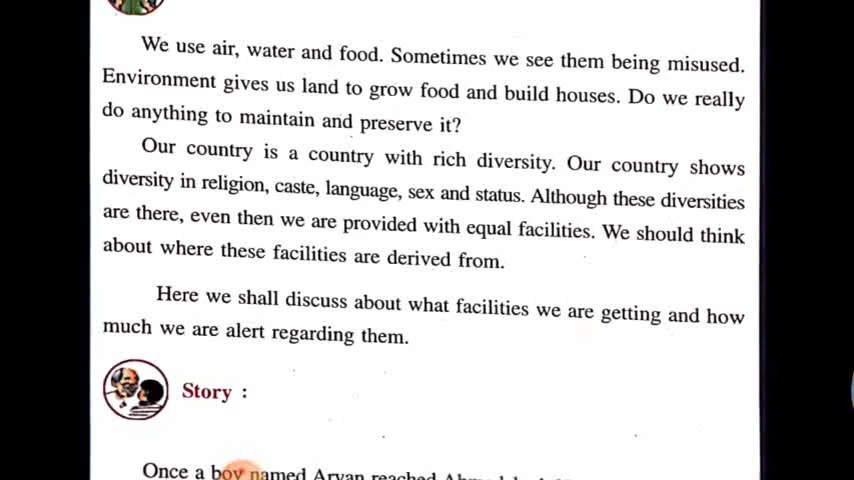 We use air, water and food. Sometimes we see them being misused.
Environment gives us land to grow food and build houses. Do we really
do anything to maintain and preserve it?
Our country is a country with rich diversity. Our country shows
diversity in religion, caste, language, sex and status. Although these diversities
are there, even then we are provided with equal facilities. We should think
about where these facilities are derived from.
Here we shall discuss about what facilities we are getting and how
much we are alert regarding them.
Story :
Once a boy named Aryan reached